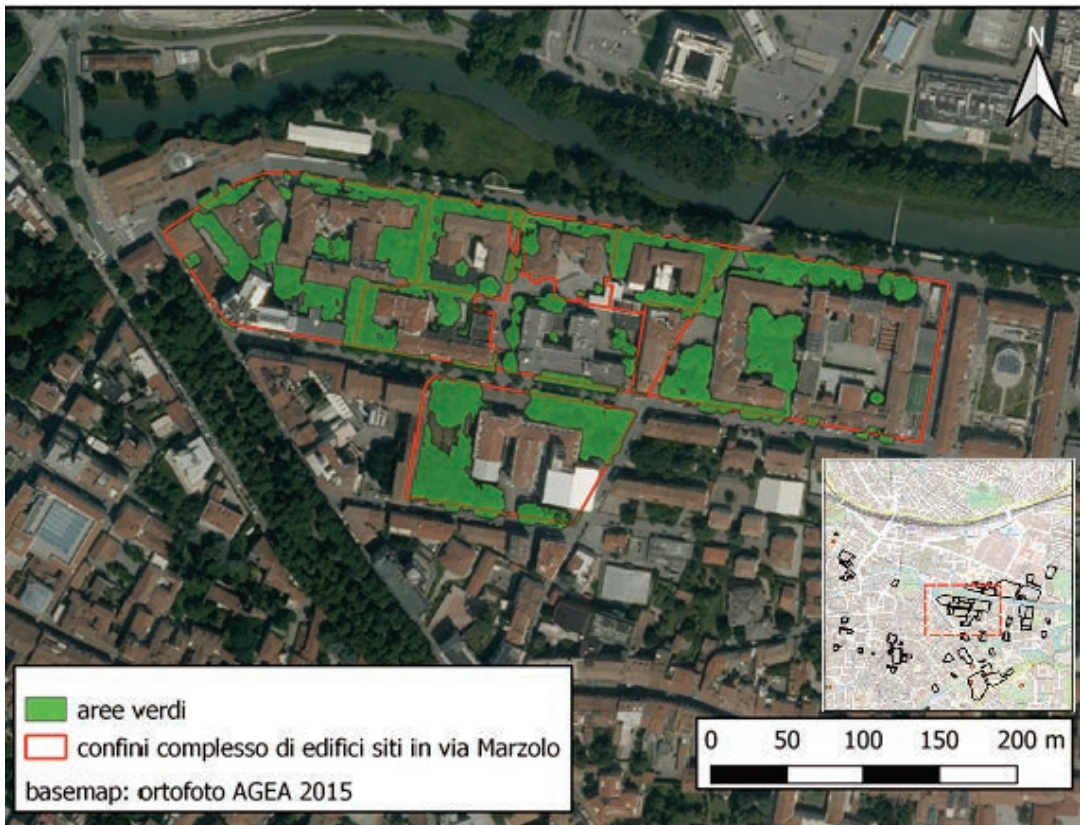 N
aree verdi
confini complesso di edifici siti in via Marzolo
basemap: ortofoto AGEA 2015
0 50 100 150 200 m